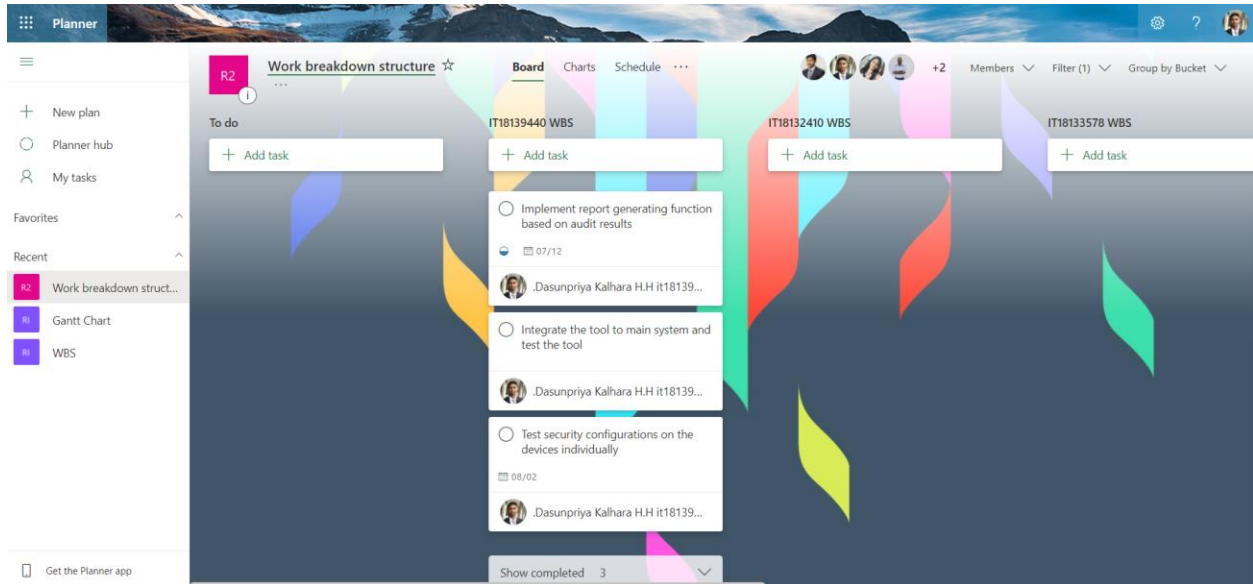 Planner
?
R2
Work breakdown structure
...
Board Charts Schedule ...
+2 Members Filter (1) Group by Bucket
i
New plan
Planner hub
My tasks
Favorites
Recent
R2 Work breakdown struct...
RI Gantt Chart
RI WBS
Get the Planner app
To do
+ Add task
IT18139440 WBS
+ Add task
Implement report generating function
based on audit results
07/12
.Dasunpriya Kalhara H.H it18139...
Integrate the tool to main system and
test the tool
.Dasunpriya Kalhara H.H it18139...
Test security configurations on the
devices individually
08/02
.Dasunpriya Kalhara H.H it18139...
Show completed 3
IT18132410 WBS
+ Add task
IT18133578 WBS
+ Add task